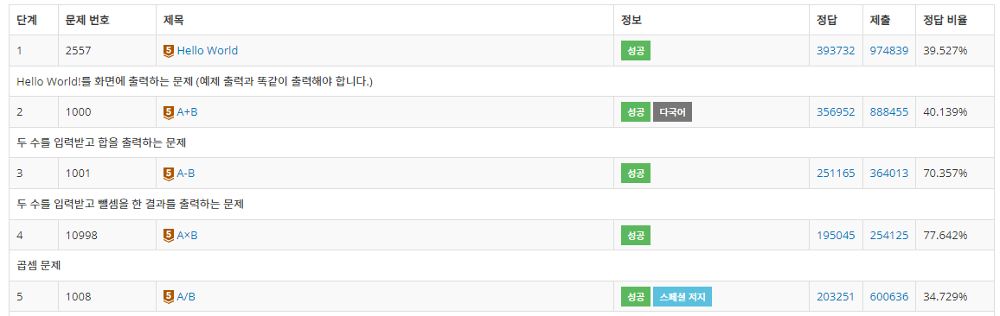 단계 문제 번호 제목 정보 정답 제출 정답 비율
1 2557 5 Hello World 성공 393732 974839 39.527%
Hello World!를 화면에 출력하는 문제 (예제 출력과 똑같이 출력해야 합니다.)
2 1000 5 A+B 성공 다국어 356952 888455 40.139%
두 수를 입력받고 합을 출력하는 문제
3 1001 5 A-B 성공 251165 364013 70.357%
두 수를 입력받고 뺄셈을 한 결과를 출력하는 문제
4 10998 5 A×B 성공 195045 254125 77.642%
곱셈 문제
5 1008 5 A/B 성공 스페셜 저지 203251 600636 34.729%